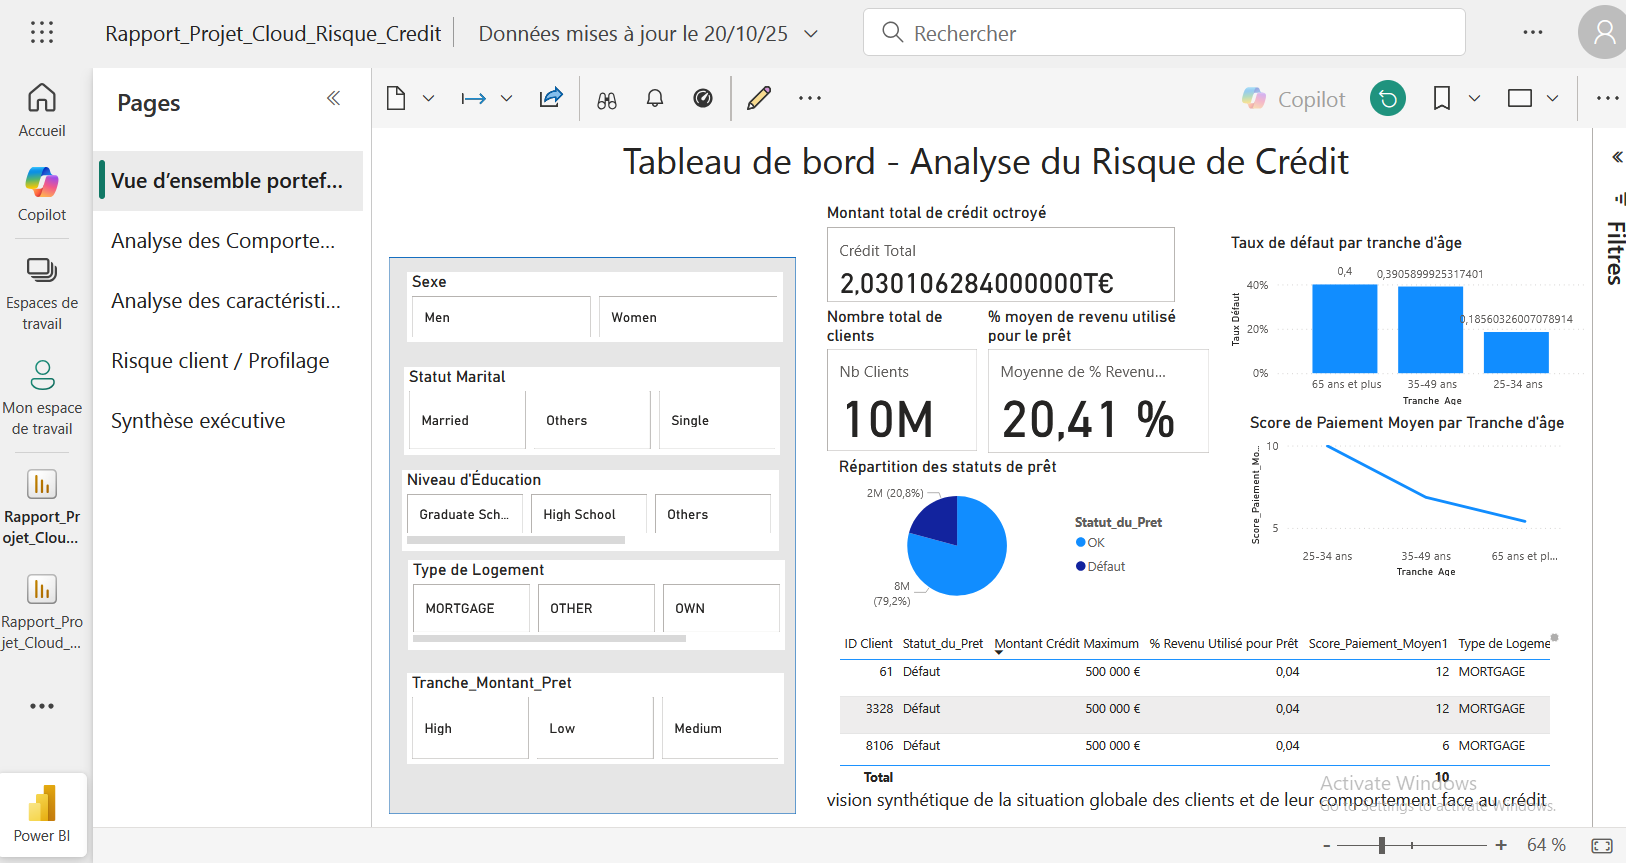 Rapport_Projet_Cloud_Risque_Credit
Données mises à jour le 20/10/25
Rechercher
Accueil
Copilot
Espaces de
travail
Mon espace
de travail
Rapport_Pr
ojet_Clou...
Rapport_Pro
jet_Cloud_...
Power BI
Pages
Vue d’ensemble portef...
Analyse des Comporte...
Analyse des caractéristi...
Risque client / Profilage
Synthèse exécutive
Copilot
Tableau de bord - Analyse du Risque de Crédit
Sexe
Men
Women
Statut Marital
Married
Others
Single
Niveau d'Éducation
Graduate Sch...
High School
Others
Type de Logement
MORTGAGE
OTHER
OWN
Tranche_Montant_Pret
High
Low
Medium
Montant total de crédit octroyé
Crédit Total
2,030106284000000T€
Nombre total de
clients
Nb Clients
10M
% moyen de revenu utilisé
pour le prêt
Moyenne de % Revenu...
20,41 %
Répartition des statuts de prêt
2M (20,8%)
8M
(79,2%)
Statut_du_Pret
OK
Défaut
Taux de défaut par tranche d'âge
Taux Défaut
40%
20%
0%
0,4
0,3905899925317401
0,18560326007078914
65 ans et plus
35-49 ans
25-34 ans
Tranche_Age
Score de Paiement Moyen par Tranche d'âge
Score_Paiement_Mo...
10
5
25-34 ans
35-49 ans
65 ans et pl...
Tranche_Age
ID Client Statut_du_Pret Montant Crédit Maximum % Revenu Utilisé pour Prêt Score_Paiement_Moyen1 Type de Logeme
61 Défaut 500 000 € 0,04 12 MORTGAGE
3328 Défaut 500 000 € 0,04 12 MORTGAGE
8106 Défaut 500 000 € 0,04 6 MORTGAGE
Total 10
vision synthétique de la situation globale des clients et de leur comportement face au crédit
Activate Windows
Go to Settings to activate Windows.
Filtres
- + 64 %